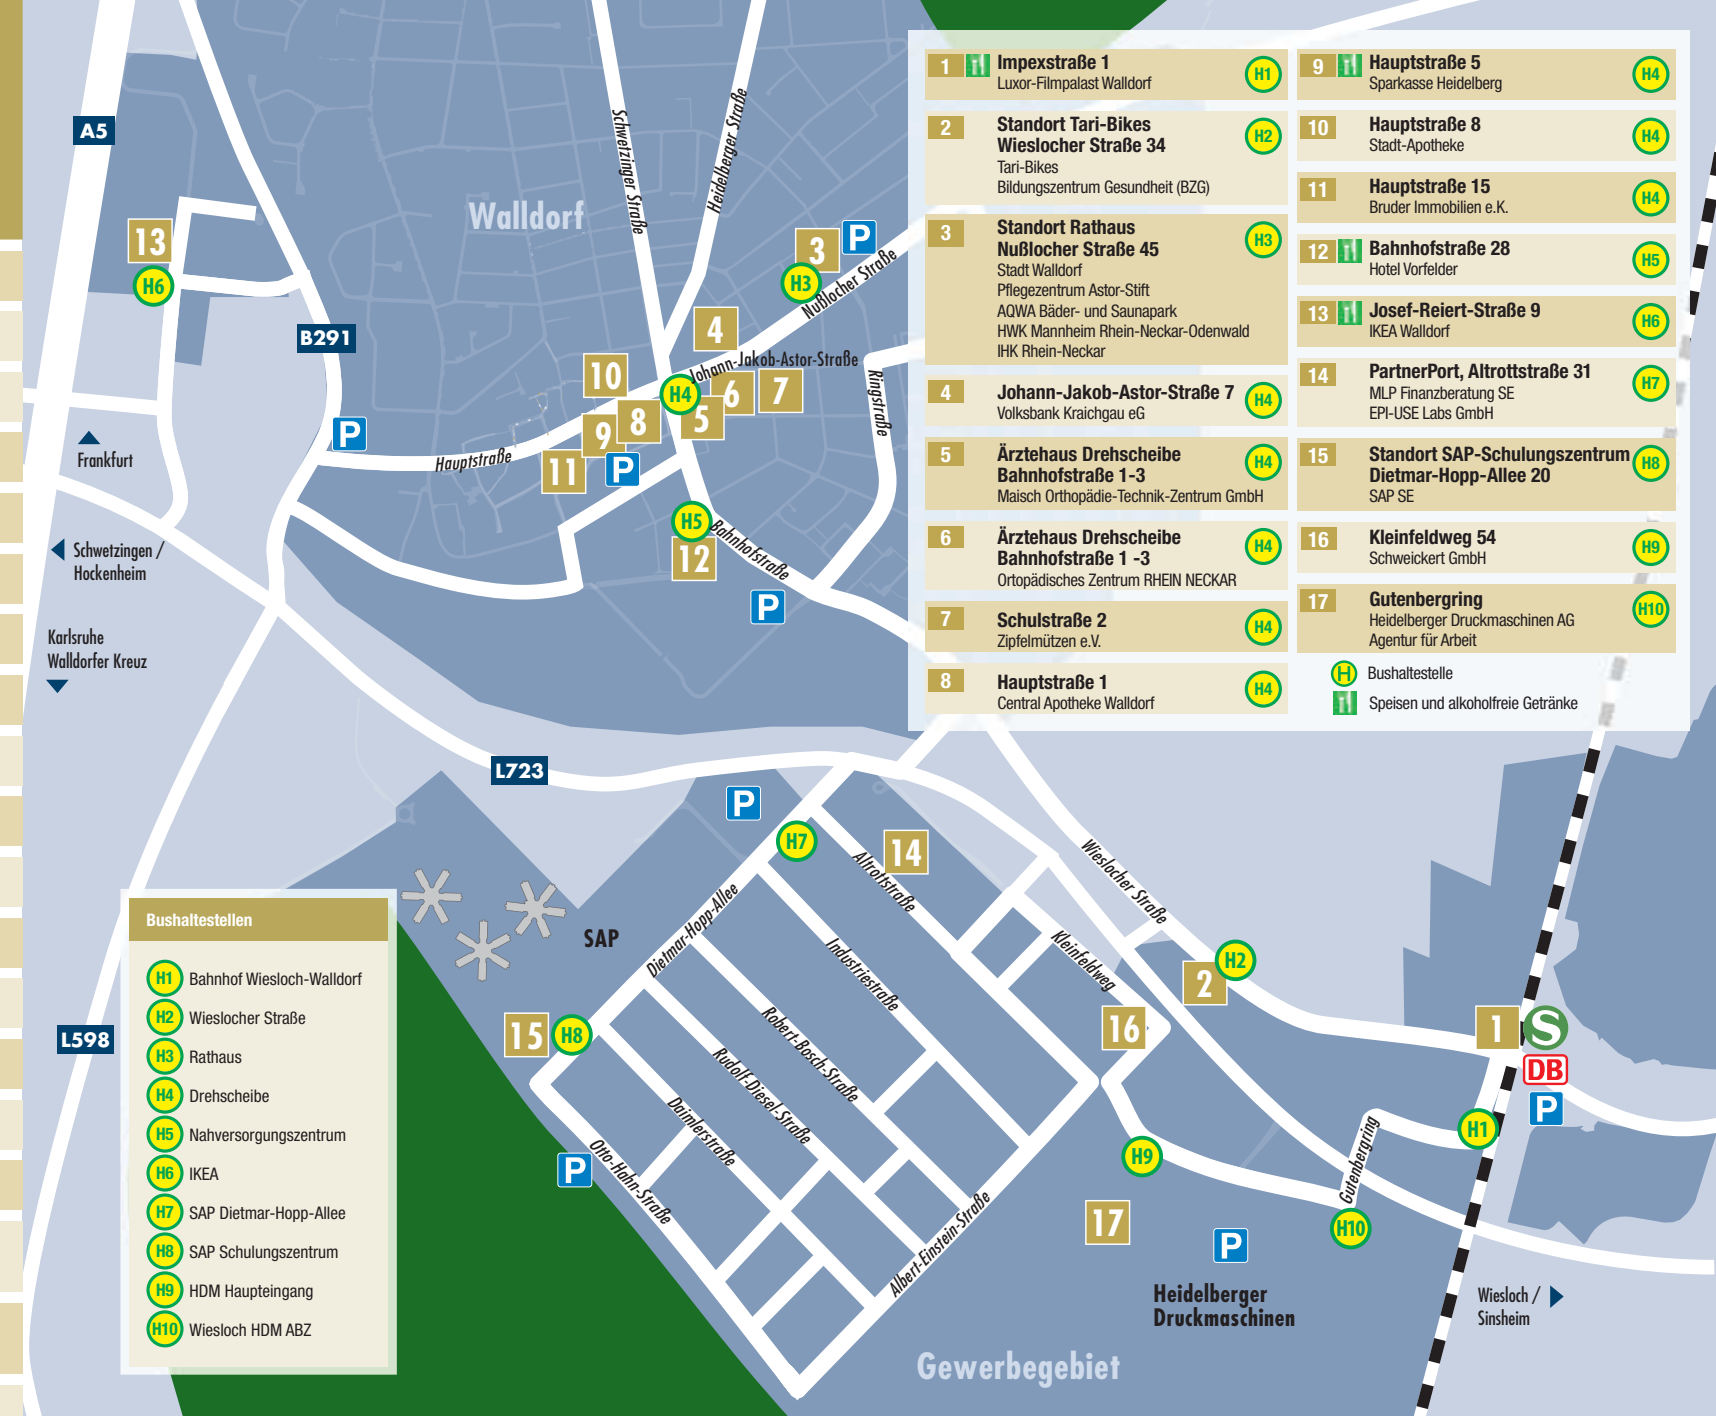 1 Impexstraße 1 H1
Luxor-Filmpalast Walldorf
2 Standort Tari-Bikes H2
Wieslocher Straße 34
Tari-Bikes
Bildungszentrum Gesundheit (BZG)
3 Standort Rathaus H3
Nußlocher Straße 45
Stadt Walldorf
Pflegezentrum Astor-Stift
AQWA Bäder- und Saunapark
HWK Mannheim Rhein-Neckar-Odenwald
IHK Rhein-Neckar
4 Johann-Jakob-Astor-Straße 7 H4
Volksbank Kraichgau eG
5 Ärztehaus Drehscheibe H4
Bahnhofstraße 1-3
Maisch Orthopädie-Technik-Zentrum GmbH
6 Ärztehaus Drehscheibe H4
Bahnhofstraße 1 -3
Ortopädisches Zentrum RHEIN NECKAR
7 Schulstraße 2 H4
Zipfelmützen e.V.
8 Hauptstraße 1 H4
Central Apotheke Walldorf
9 Hauptstraße 5 H4
Sparkasse Heidelberg
10 Hauptstraße 8 H4
Stadt-Apotheke
11 Hauptstraße 15 H4
Bruder Immobilien e.K.
12 Bahnhofstraße 28 H5
Hotel Vorfelder
13 Josef-Reiert-Straße 9 H6
IKEA Walldorf
14 PartnerPort, Altrottstraße 31 H7
MLP Finanzberatung SE
EPI-USE Labs GmbH
15 Standort SAP-Schulungszentrum H8
Dietmar-Hopp-Allee 20
SAP SE
16 Kleinfeldweg 54 H9
Schweickert GmbH
17 Gutenbergring H10
Heidelberger Druckmaschinen AG
Agentur für Arbeit
H Bushaltestelle
Speisen und alkoholfreie Getränke
A5
Schwetzinger Straße
Heidelberger Straße
Walldorf
13
H6
3
P
H3
Nußlocher Straße
B291
4
Johann-Jakob-Astor-Straße
10
H4
6
7
Ringstraße
5
8
9
P
P
11
Hauptstraße
Frankfurt
H5
Bahnhofstraße
12
P
Schwetzingen /
Hockenheim
Karlsruhe
Walldorfer Kreuz
L723
P
H7
14
Altrottstraße
Wieslocher Straße
Dietmar-Hopp-Allee
SAP
Industriestraße
Kleinfeldweg
H2
2
15
H8
Robert-Bosch-Straße
Rudolf-Diesel-Straße
Daimlerstraße
Otto-Hahn-Straße
P
16
1
S
DB
P
H1
H9
Gutenbergring
H10
17
P
Albert-Einstein-Straße
Heidelberger
Druckmaschinen
Gewerbegebiet
Wiesloch /
Sinsheim
L598
Bushaltestellen
H1 Bahnhof Wiesloch-Walldorf
H2 Wieslocher Straße
H3 Rathaus
H4 Drehscheibe
H5 Nahversorgungszentrum
H6 IKEA
H7 SAP Dietmar-Hopp-Allee
H8 SAP Schulungszentrum
H9 HDM Haupteingang
H10 Wiesloch HDM ABZ